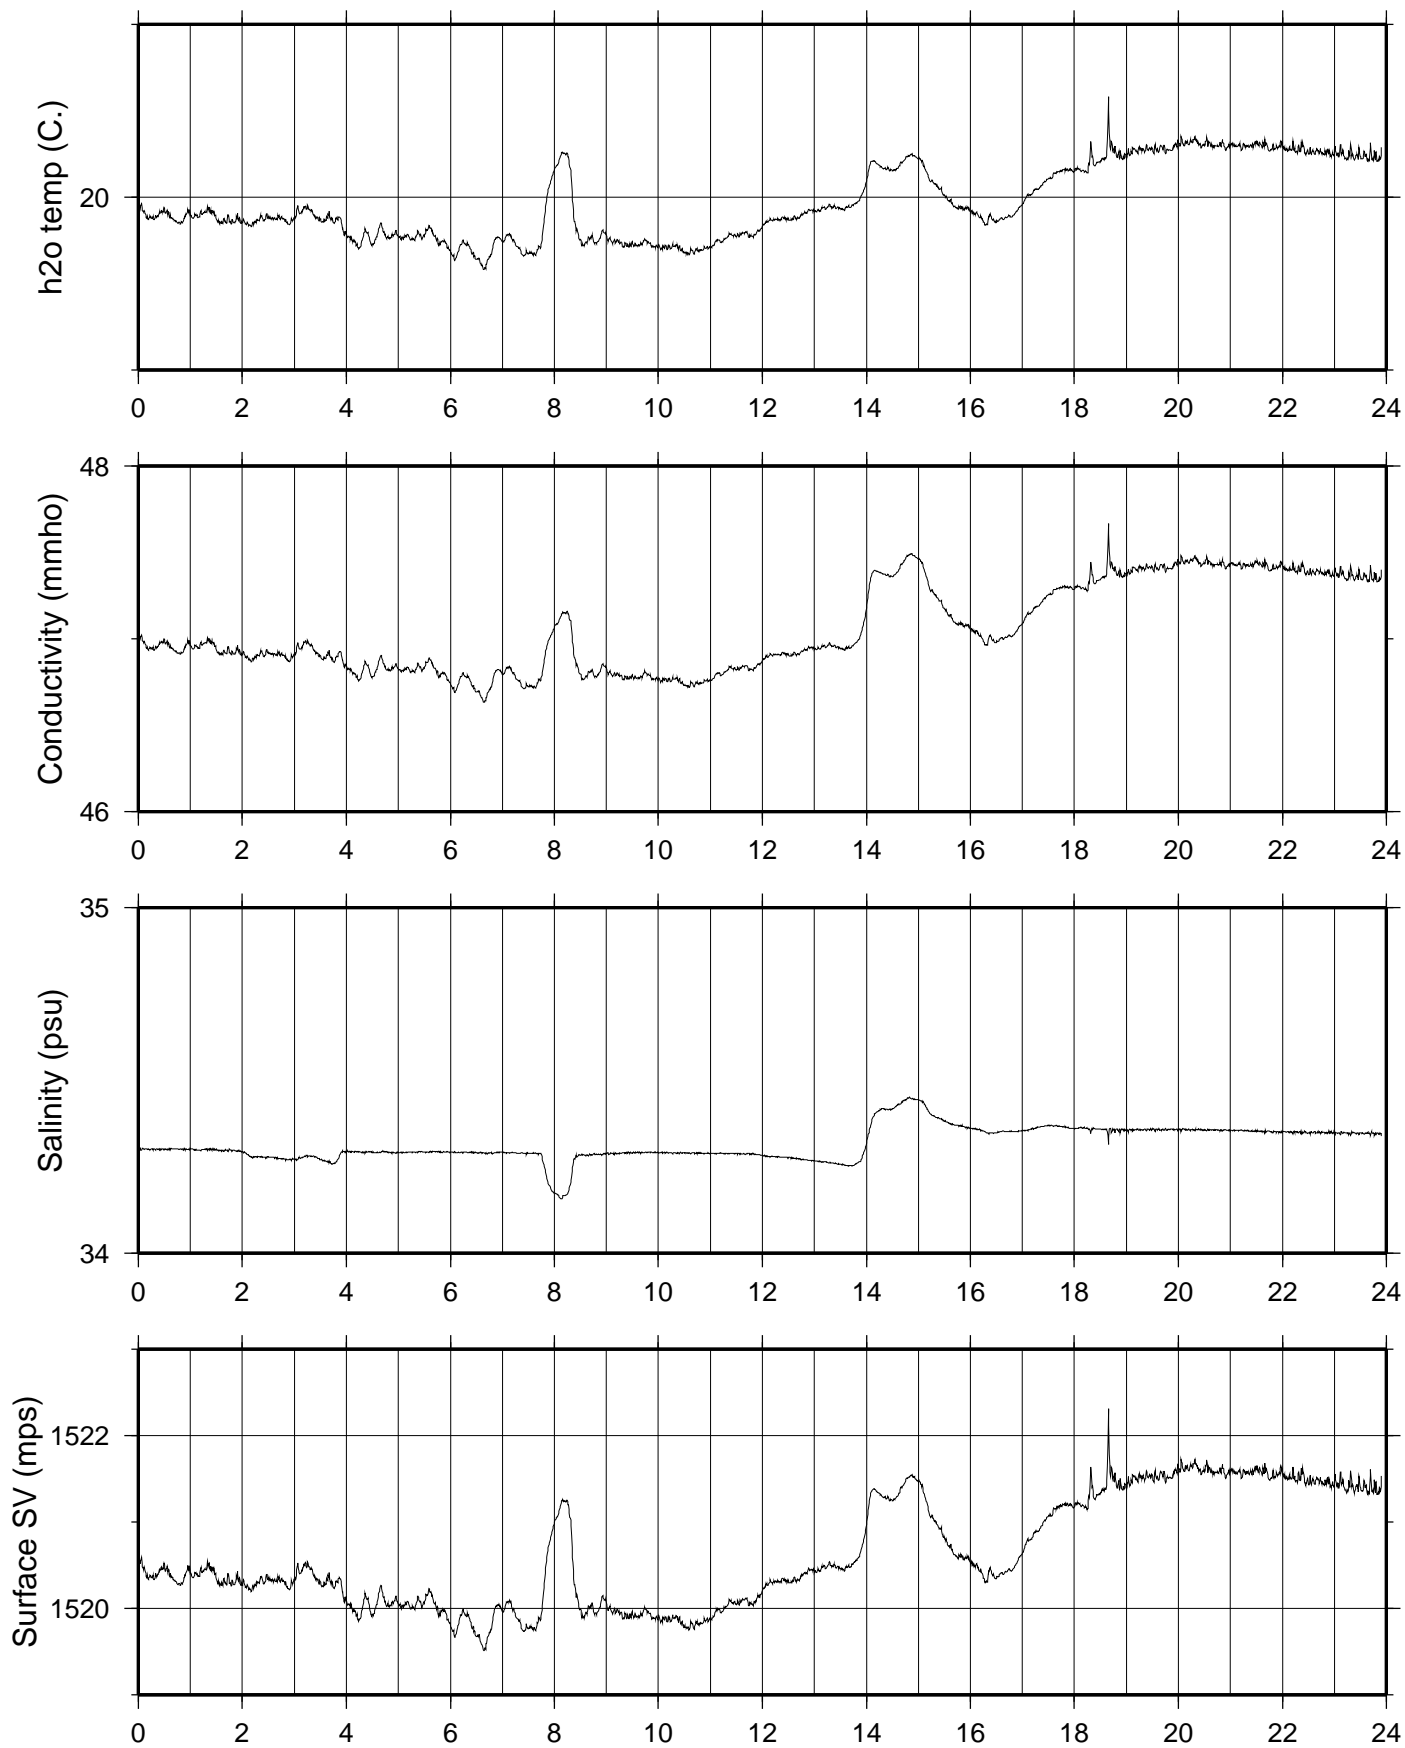 h2o temp (C.)
20
0 2 4 6 8 10 12 14 16 18 20 22 24
48
Conductivity (mmho)
46
0 2 4 6 8 10 12 14 16 18 20 22 24
35
Salinity (psu)
34
0 2 4 6 8 10 12 14 16 18 20 22 24
1522
Surface SV (mps)
1520
0 2 4 6 8 10 12 14 16 18 20 22 24